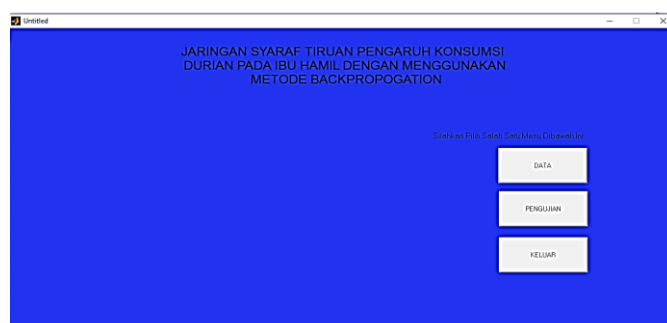 Untitled
JARINGAN SYARAF TIRUAN PENGARUH KONSUMSI
DURIAN PADA IBU HAMIL DENGAN MENGGUNAKAN
METODE BACKPROPOGATION
Silahkan Pilih Salah Satu Menu Dibawah Ini
DATA
PENGUJIAN
KELUAR